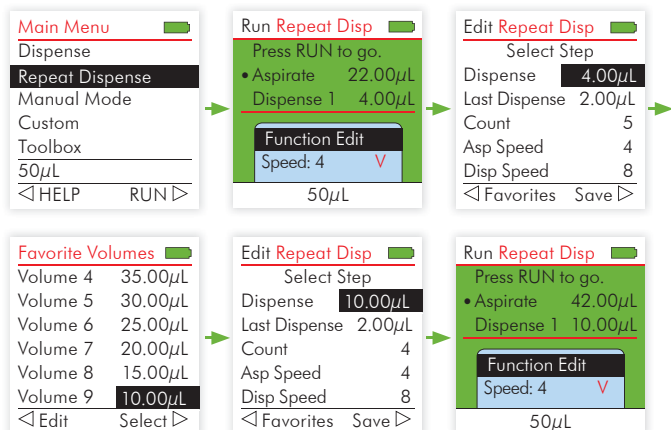 Main Menu
Dispense
Repeat Dispense
Manual Mode
Custom
Toolbox
50μL
◁ HELP RUN ▷
Run Repeat Disp
Press RUN to go.
• Aspirate 22.00μL
Dispense 1 4.00μL
Function Edit
Speed: 4 V
50μL
Edit Repeat Disp
Select Step
Dispense 4.00μL
Last Dispense 2.00μL
Count 5
Asp Speed 4
Disp Speed 8
◁ Favorites Save ▷
Favorite Volumes
Volume 4 35.00μL
Volume 5 30.00μL
Volume 6 25.00μL
Volume 7 20.00μL
Volume 8 15.00μL
Volume 9 10.00μL
◁ Edit Select ▷
Edit Repeat Disp
Select Step
Dispense 10.00μL
Last Dispense 2.00μL
Count 4
Asp Speed 4
Disp Speed 8
◁ Favorites Save ▷
Run Repeat Disp
Press RUN to go.
• Aspirate 42.00μL
Dispense 1 10.00μL
Function Edit
Speed: 4 V
50μL